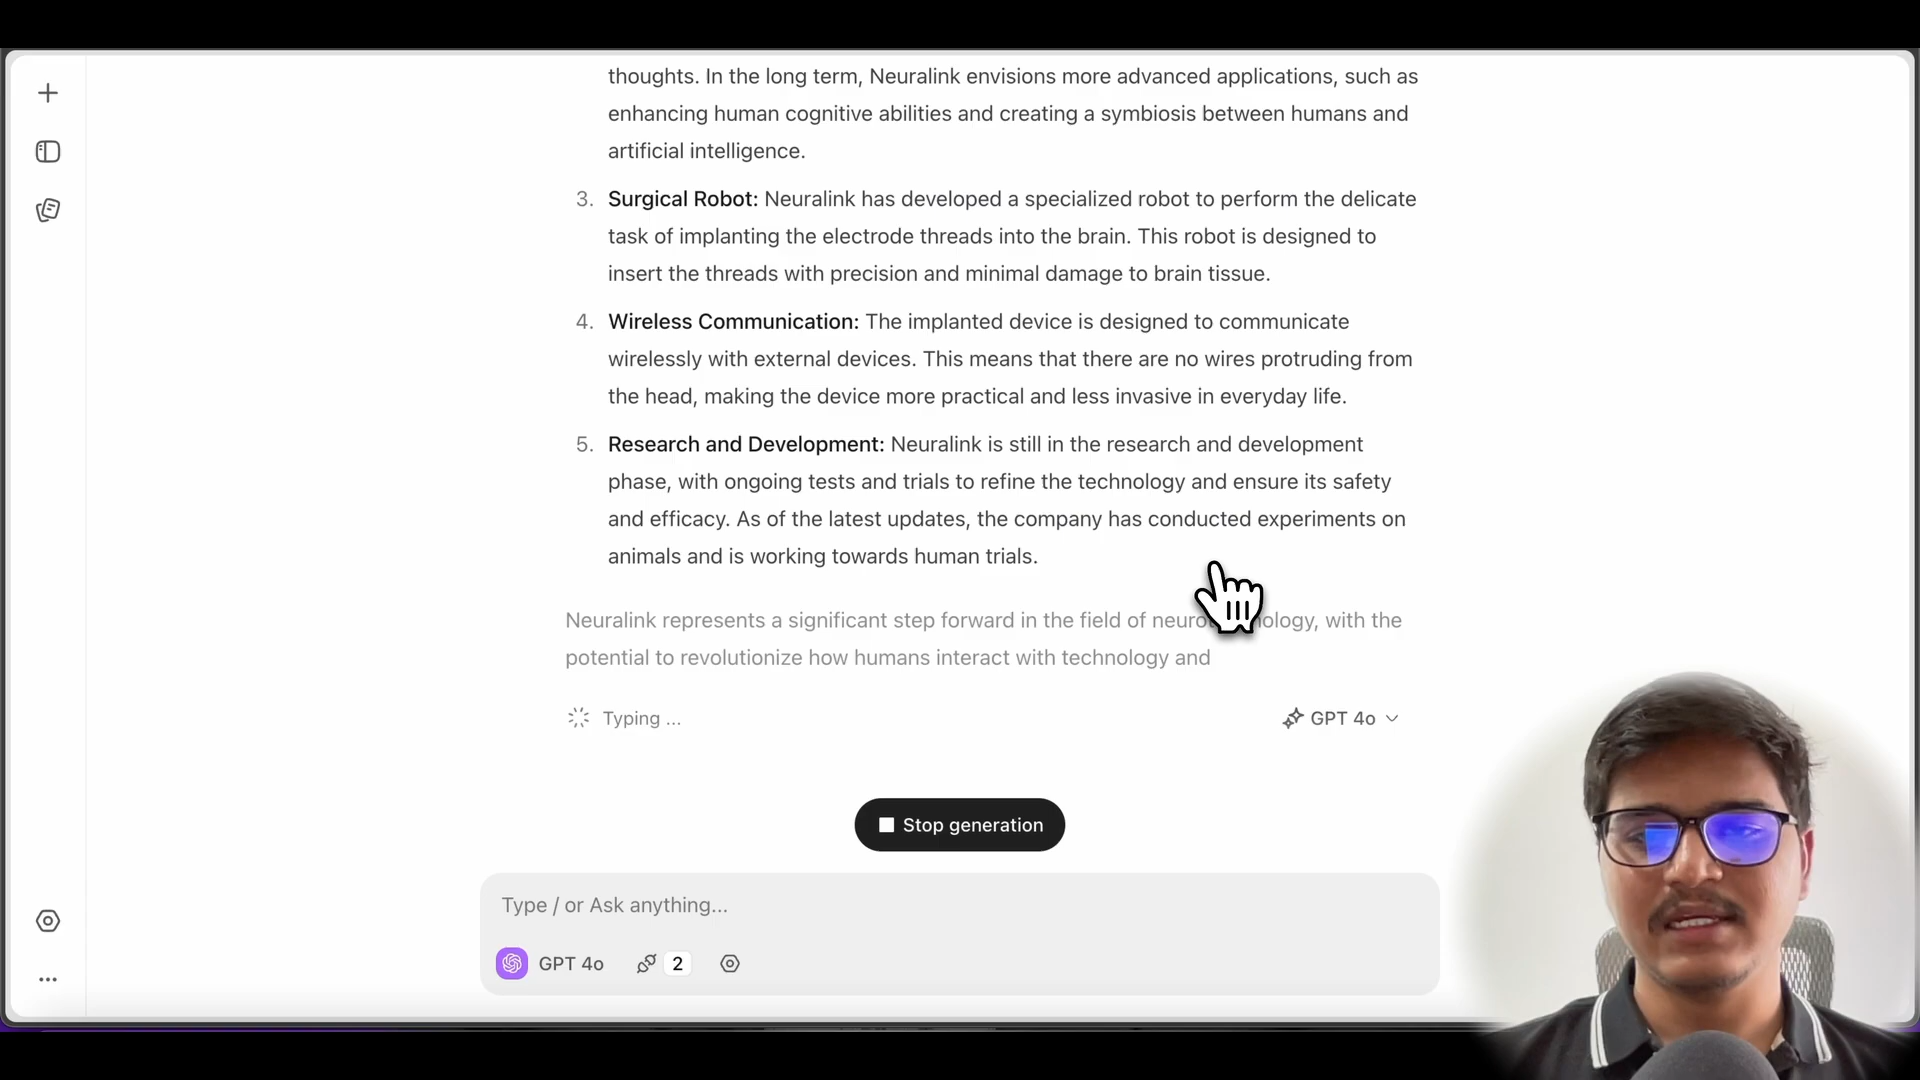 thoughts. In the long term, Neuralink envisions more advanced applications, such as
enhancing human cognitive abilities and creating a symbiosis between humans and
artificial intelligence.
3. Surgical Robot: Neuralink has developed a specialized robot to perform the delicate
task of implanting the electrode threads into the brain. This robot is designed to
insert the threads with precision and minimal damage to brain tissue.
4. Wireless Communication: The implanted device is designed to communicate
wirelessly with external devices. This means that there are no wires protruding from
the head, making the device more practical and less invasive in everyday life.
5. Research and Development: Neuralink is still in the research and development
phase, with ongoing tests and trials to refine the technology and ensure its safety
and efficacy. As of the latest updates, the company has conducted experiments on
animals and is working towards human trials.
Neuralink represents a significant step forward in the field of with the
potential to revolutionize how humans interact with technology and
Typing ...
GPT 4o
Stop generation
Type / or Ask anything...
GPT 4o 2